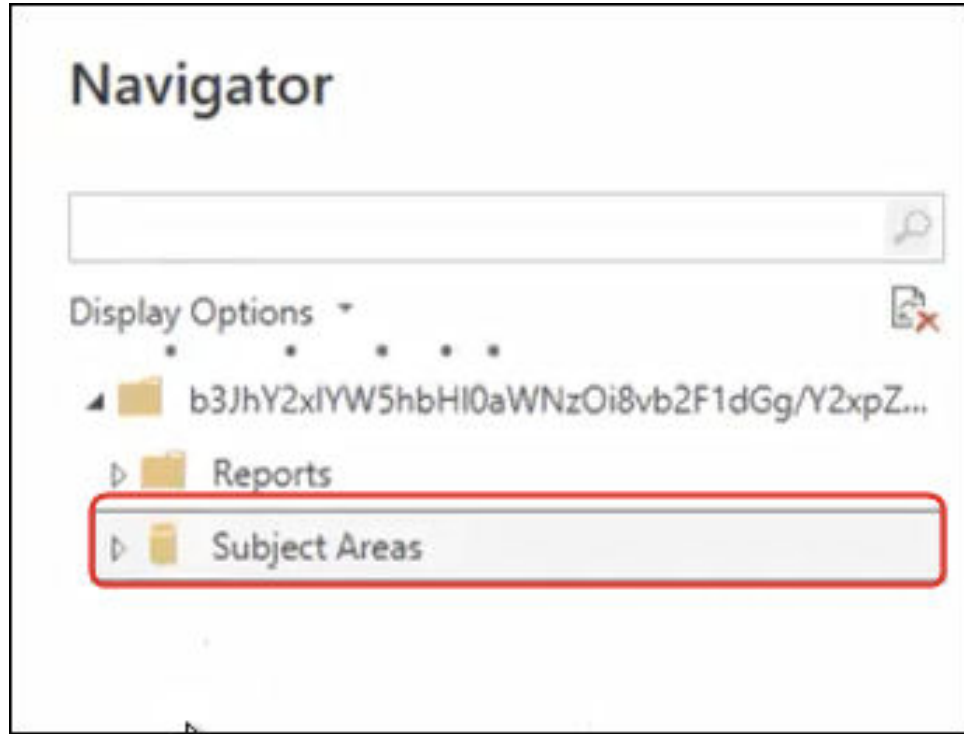 Navigator
Display Options
b3JhY2xlYW5hbHl0aWNzOi8vb2F1dGg/Y2xpZ...
Reports
Subject Areas